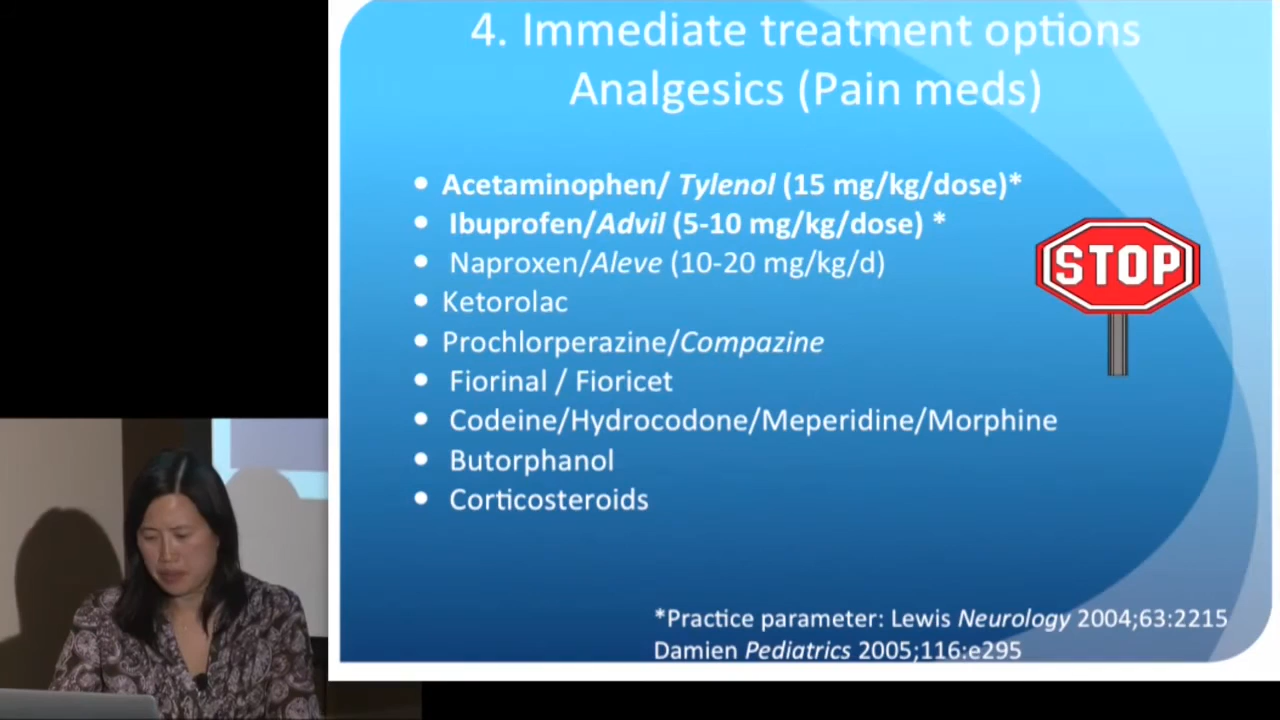 4. Immediate treatment options
Analgesics (Pain meds)
• Acetaminophen/ Tylenol (15 mg/kg/dose)*
• Ibuprofen/Advil (5-10 mg/kg/dose) *
• Naproxen/Aleve (10-20 mg/kg/d)
• Ketorolac
• Prochlorperazine/Compazine
• Fiorinal / Fioricet
• Codeine/Hydrocodone/Meperidine/Morphine
• Butorphanol
• Corticosteroids
STOP
*Practice parameter: Lewis Neurology 2004;63:2215
Damien Pediatrics 2005;116:e295